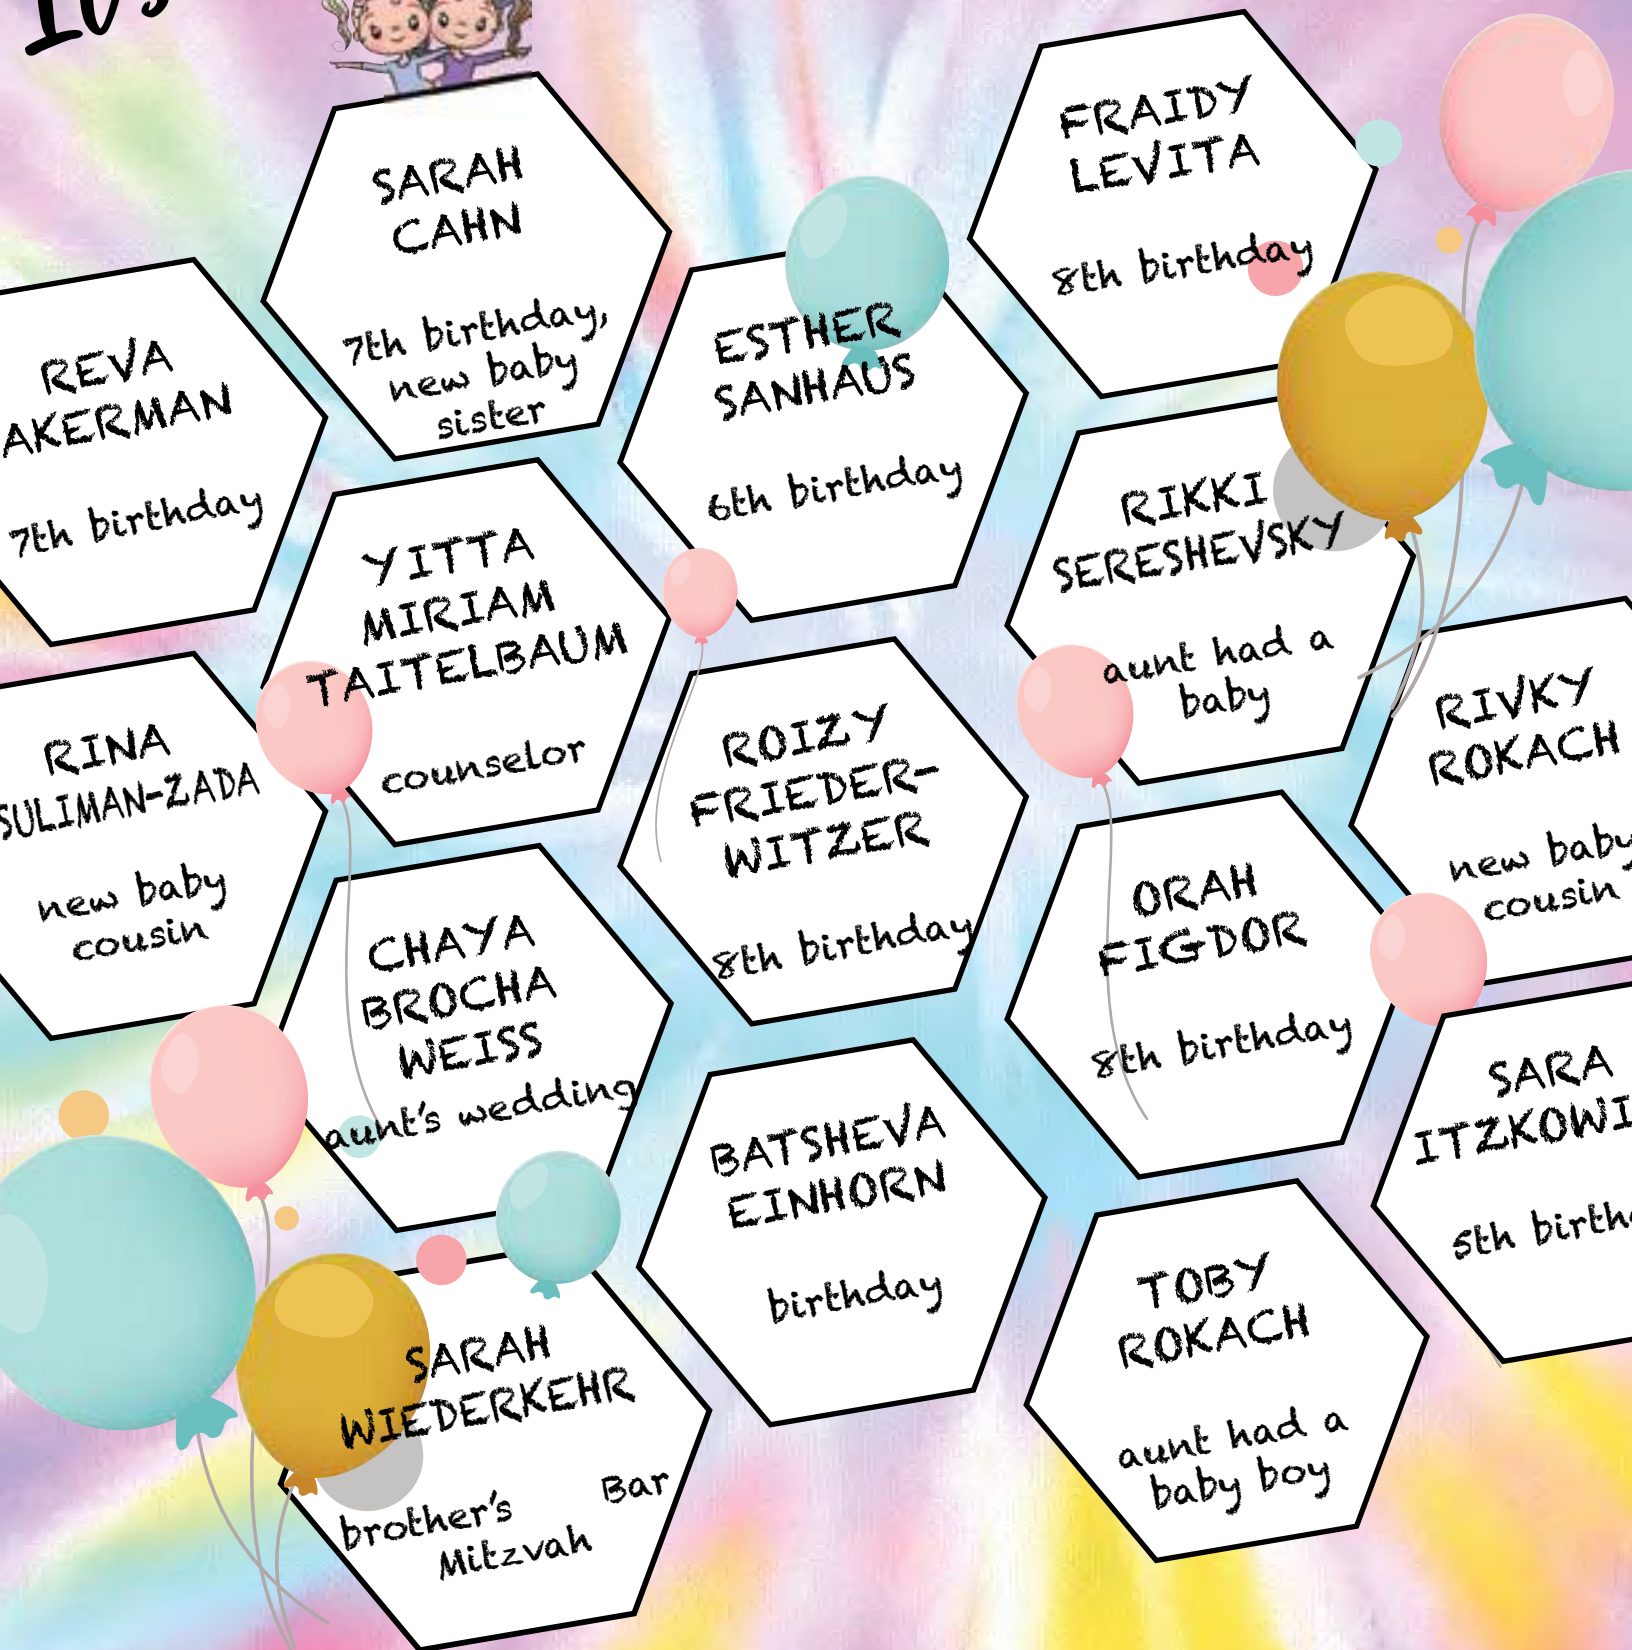 SARAH
CAHN
7th birthday,
new baby
sister
FRAIDY
LEVITA
8th birthday
REVA
AKERMAN
7th birthday
ESTHER
SANHAUS
6th birthday
YITTA
MIRIAM
TAITELBAUM
counselor
RIKKI
SERESHEVSKY
aunt had a
baby
RINA
SULIMAN-ZADA
new baby
cousin
ROIZY
FRIEDER-
WITZER
8th birthday
RIVKY
ROKACH
new baby
cousin
CHAYA
BROCHA
WEISS
aunt's wedding
ORAH
FIGDOR
8th birthday
BATSHEVA
EINHORN
birthday
SARA
5th
SARAH
WIEDERKEHR
brother's Bar
Mitzvah
TOBY
ROKACH
aunt had a
baby boy